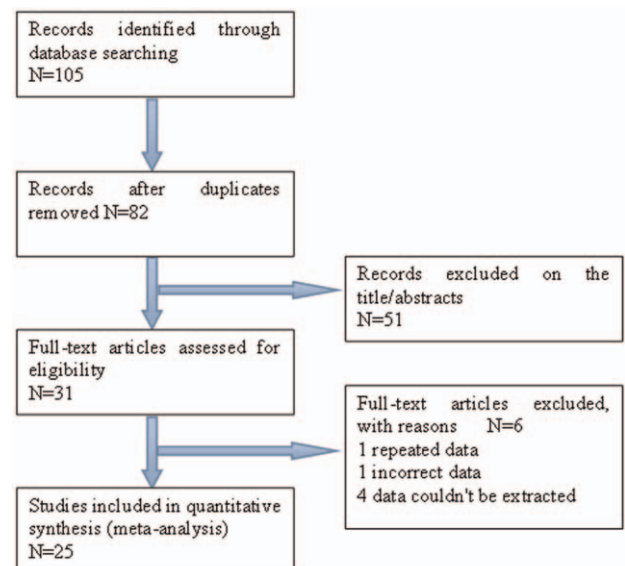 Records identified through
database searching
N=105
Records after duplicates
removed N=82
Records excluded on the
title/abstracts
N=51
Full-text articles assessed for
eligibility
N=31
Full-text articles excluded,
with reasons N=6
1 repeated data
1 incorrect data
4 data couldn't be extracted
Studies included in quantitative
synthesis (meta-analysis)
N=25